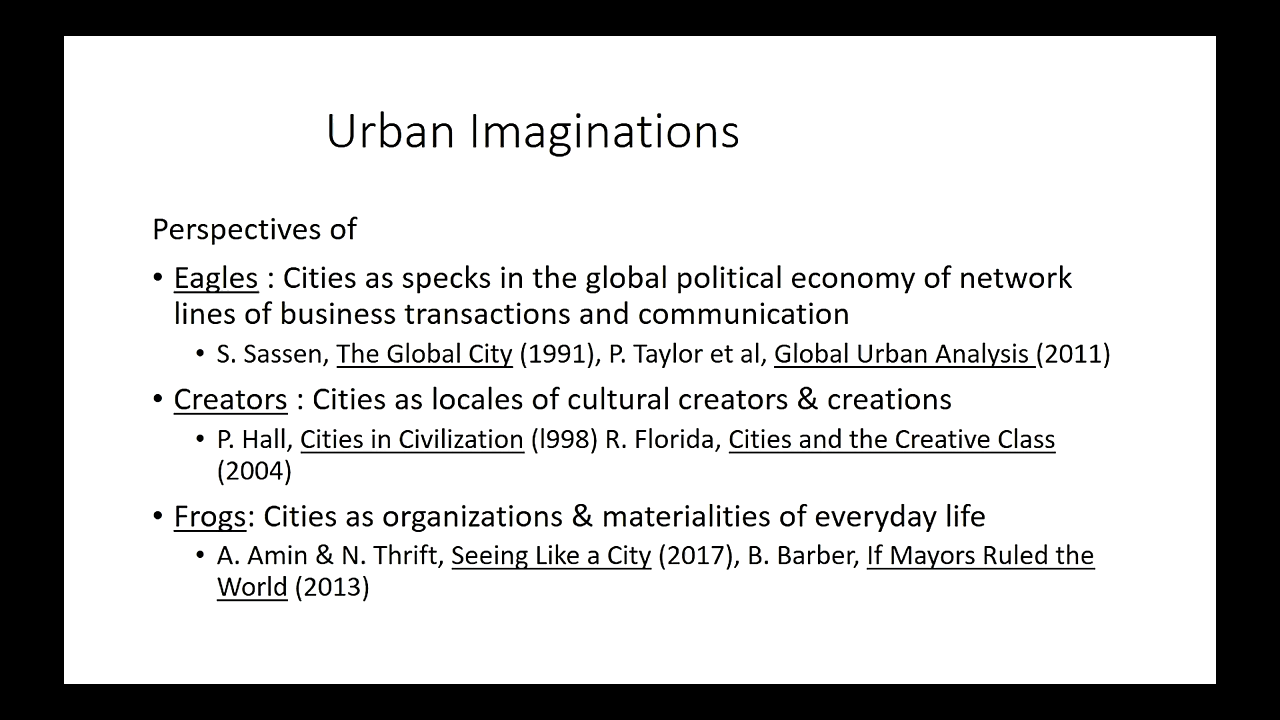 Urban Imaginations
Perspectives of
• Eagles : Cities as specks in the global political economy of network
lines of business transactions and communication
• S. Sassen, The Global City (1991), P. Taylor et al, Global Urban Analysis (2011)
• Creators : Cities as locales of cultural creators & creations
• P. Hall, Cities in Civilization (l998) R. Florida, Cities and the Creative Class
(2004)
• Frogs: Cities as organizations & materialities of everyday life
• A. Amin & N. Thrift, Seeing Like a City (2017), B. Barber, If Mayors Ruled the
World (2013)